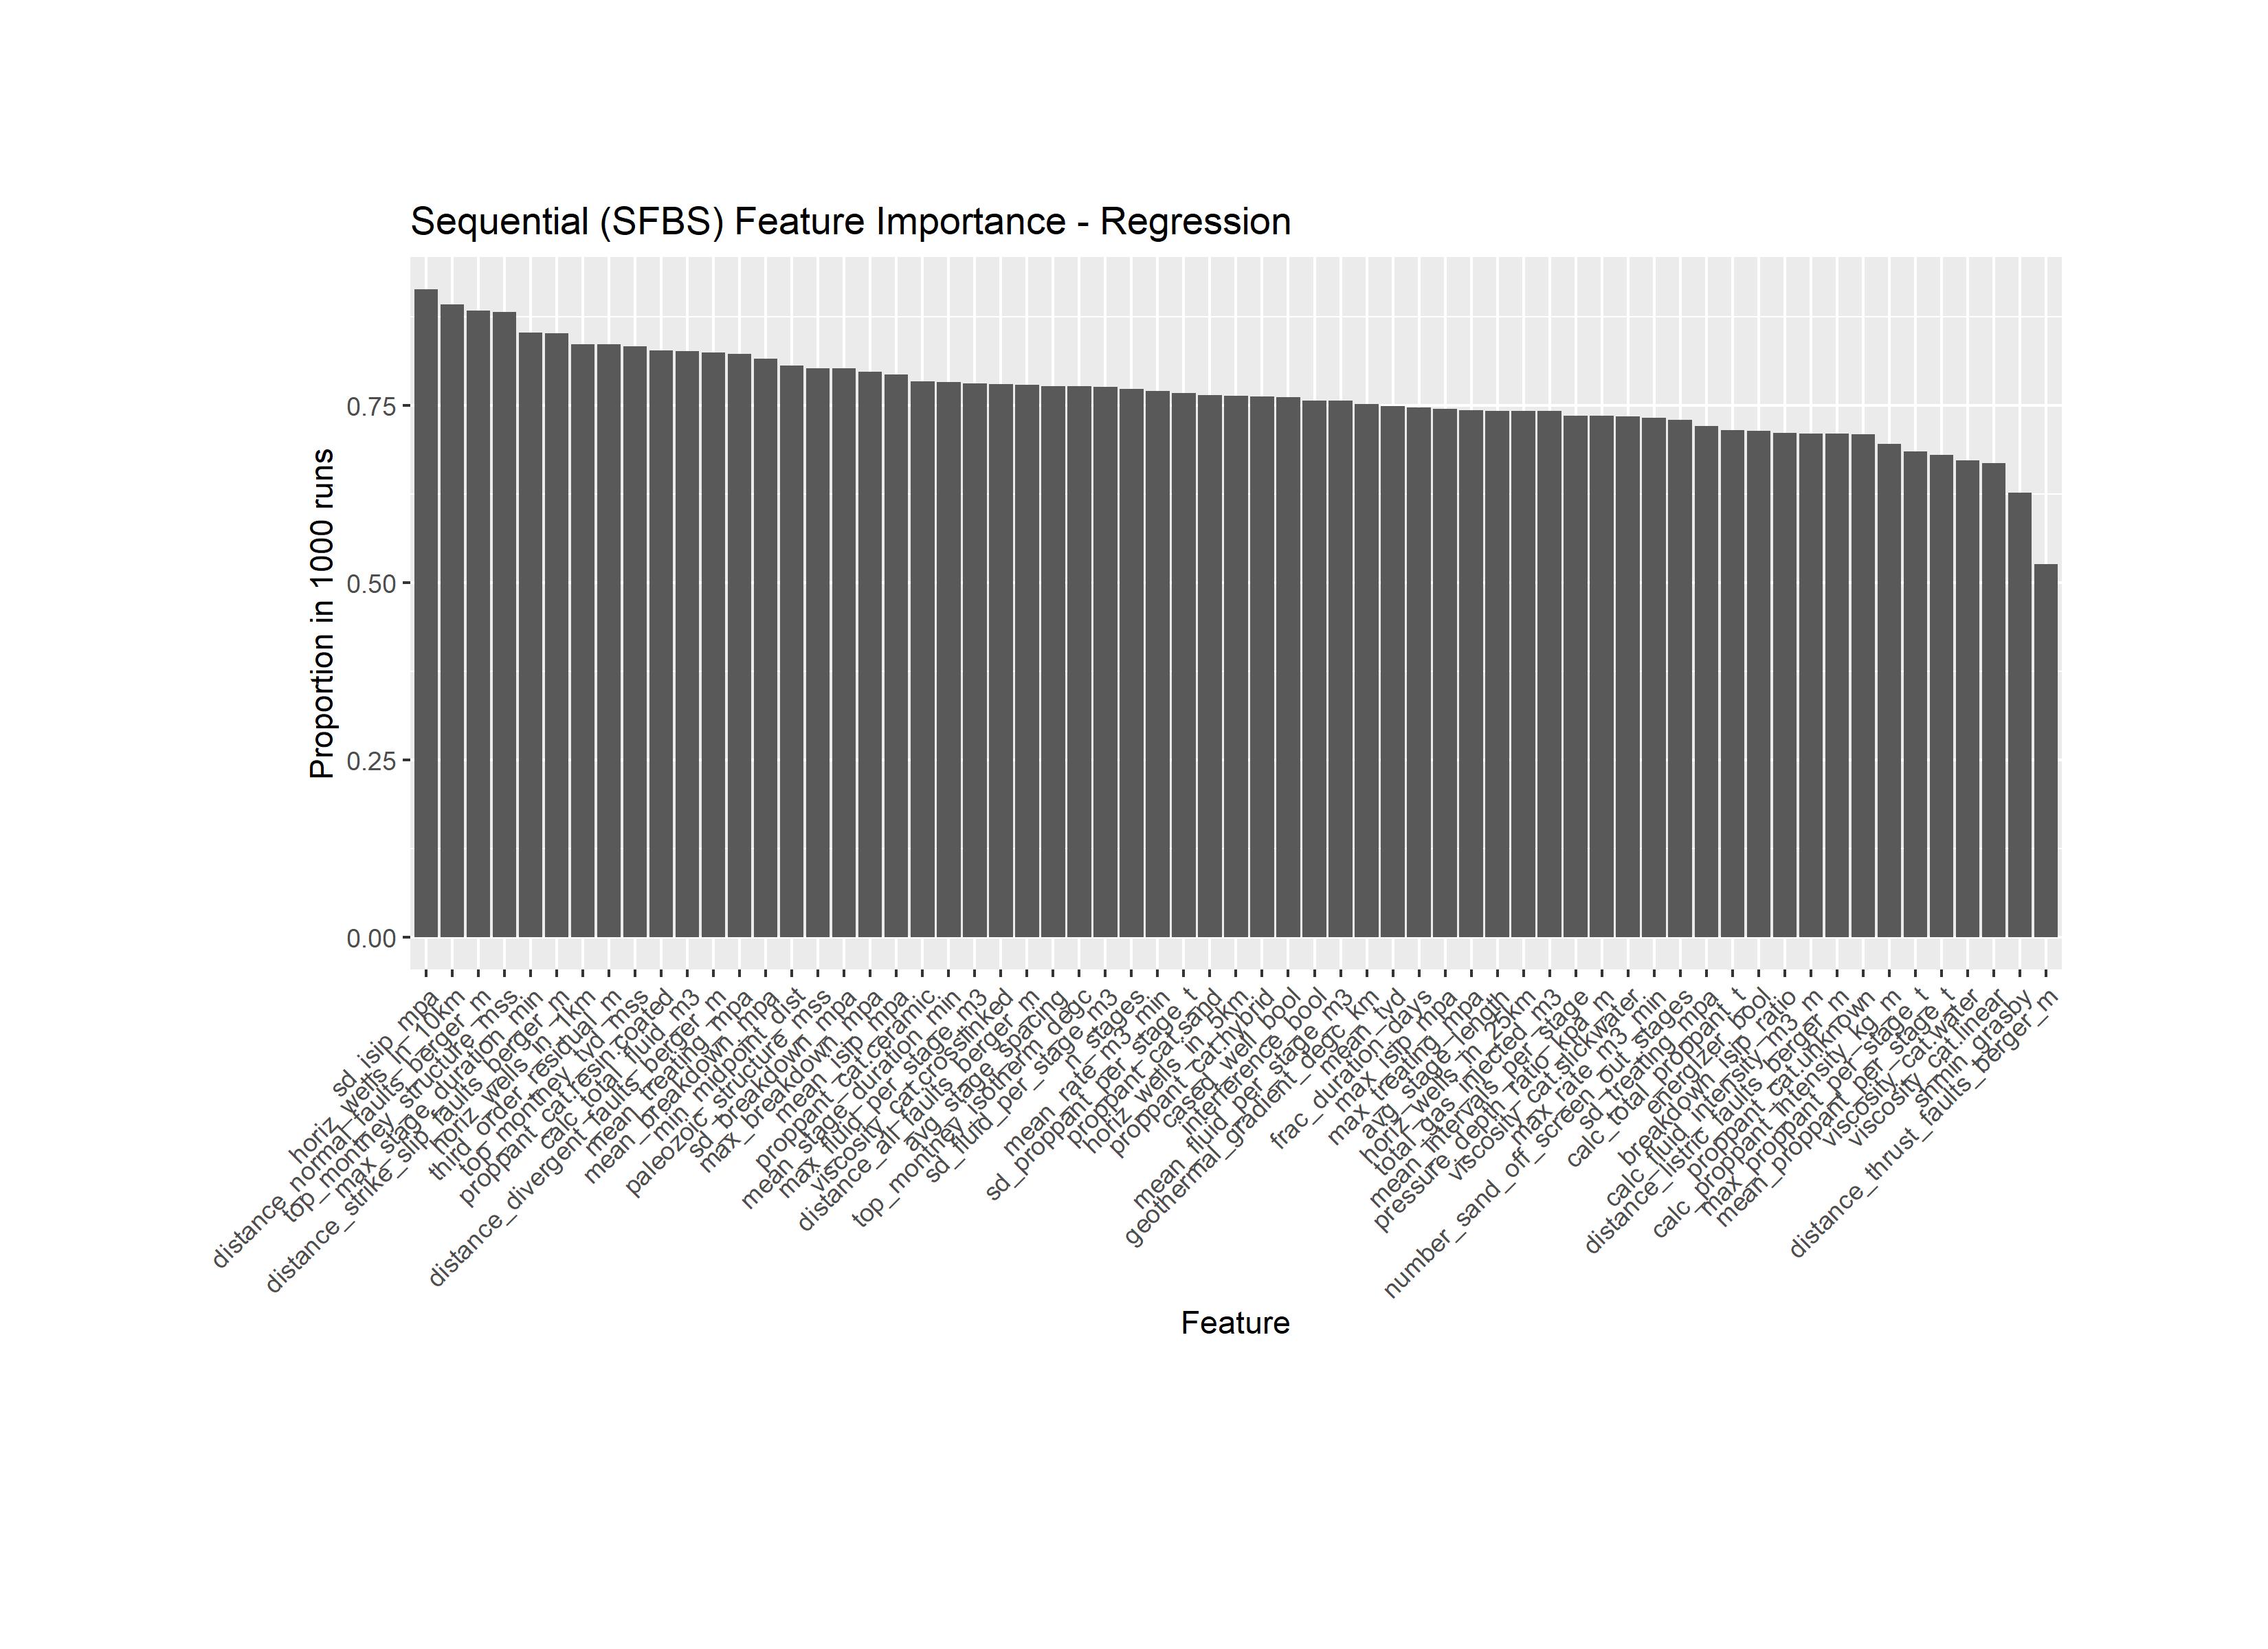 Sequential (SFBS) Feature Importance - Regression
Proportion in 1000 runs
0.75
0.50
0.25
0.00
sd_isip_mpa
horiz_wells_in_10km
distance_normal_faults_berger_m
top_montney_structure_mss
max_stage_duration_min
distance_strike_slip_faults_berger_m
horiz_wells_in_1km
third_order_residual_m
top_montney_tvd_mss
proppant_cat.resin.coated
calc_total_fluid_m3
distance_divergent_faults_berger_m
mean_treating_mpa
mean_breakdown_mpa
min_midpoint_dist
paleozoic_structure_mss
sd_breakdown_mpa
max_breakdown_mpa
mean_isip_mpa
proppant_cat.ceramic
mean_stage_duration_min
max_fluid_per_stage_m3
viscosity_cat.crosslinked
distance_all_faults_berger_m
avg_stage_spacing
top_montney_isotherm_degc
sd_fluid_per_stage_m3
n_stages
mean_rate_m3_min
sd_proppant_per_stage_t
proppant_cat.sand
horiz_wells_in_5km
proppant_cat.hybrid
cased_well_bool
interference_bool
mean_fluid_per_stage_m3
geothermal_gradient_degc_km
mean_tvd
frac_duration_days
max_isip_mpa
max_treating_mpa
avg_stage_length
horiz_wells_in_25km
total_gas_injected_m3
mean_intervals_per_stage
pressure_depth_ratio_kpa_m
viscosity_cat.slickwater
max_rate_m3_min
number_sand_off_screen_out_stages
sd_treating_mpa
calc_total_proppant_t
energizer_bool
breakdown_isip_ratio
calc_fluid_intensity_m3_m
distance_listric_faults_berger_m
proppant_cat.unknown
calc_proppant_intensity_kg_m
max_proppant_per_stage_t
mean_proppant_per_stage_t
viscosity_cat.water
viscosity_cat.linear
shmin_grasby
distance_thrust_faults_berger_m
Feature